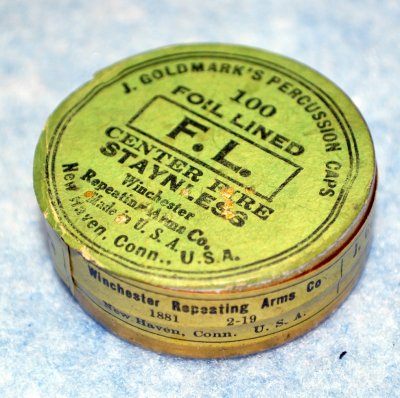 J. GOLDMARK'S PERCUSSION CAPS
100
FOIL LINED
F. L.
CENTER FIRE
STAYNLESS
Winchester
Repeating Arms Co.
Made in U. S. A.
New Haven, Conn., U.S.A.
Winchester Repeating Arms Co
1881 2-19
New Haven, Conn. U. S. A.